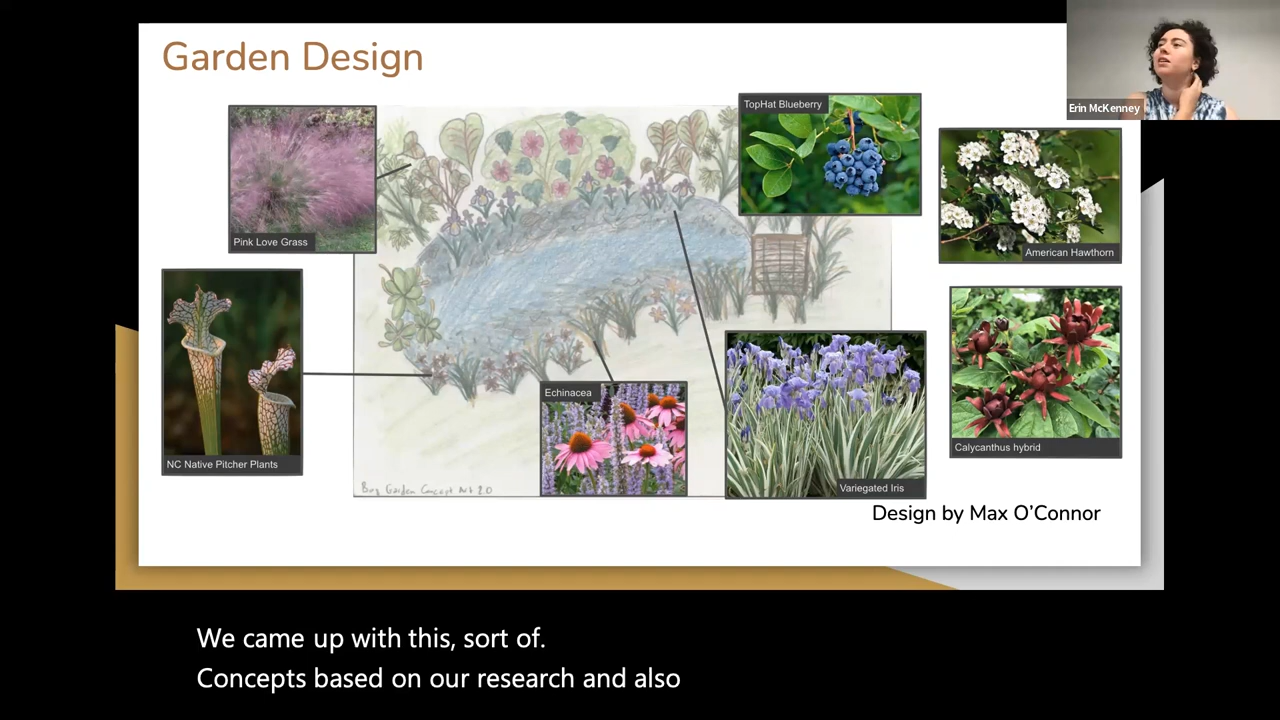 Garden Design
Erin McKenney
TopHat Blueberry
Pink Love Grass
American Hawthorn
NC Native Pitcher Plants
Echinacea
Variegated Iris
Calycanthus hybrid
Garden Concept Art 2.0
Design by Max O'Connor
We came up with this, sort of.
Concepts based on our research and also